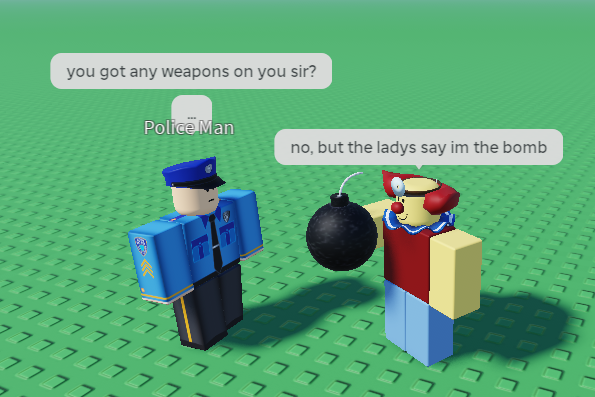 you got any weapons on you sir?
...
Police Man
no, but the ladys say im the bomb